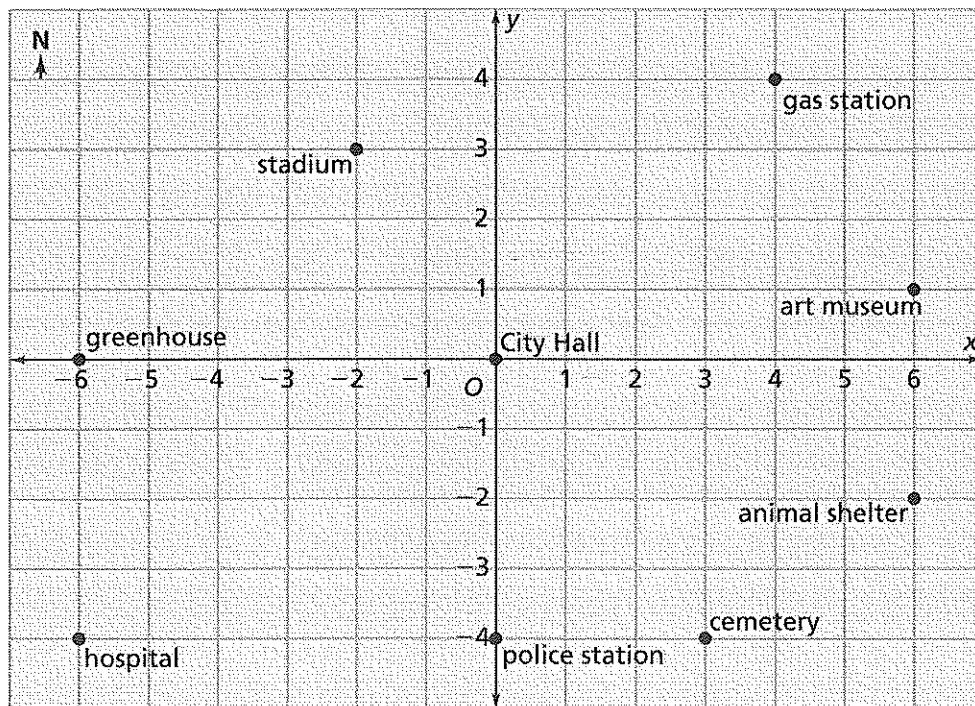 N
y
4
gas station
stadium
3
2
1
art museum
greenhouse
City Hall
x
−6 −5 −4 −3 −2 −1 O 1 2 3 4 5 6
−1
−2
animal shelter
−3
cemetery
−4
hospital
police station